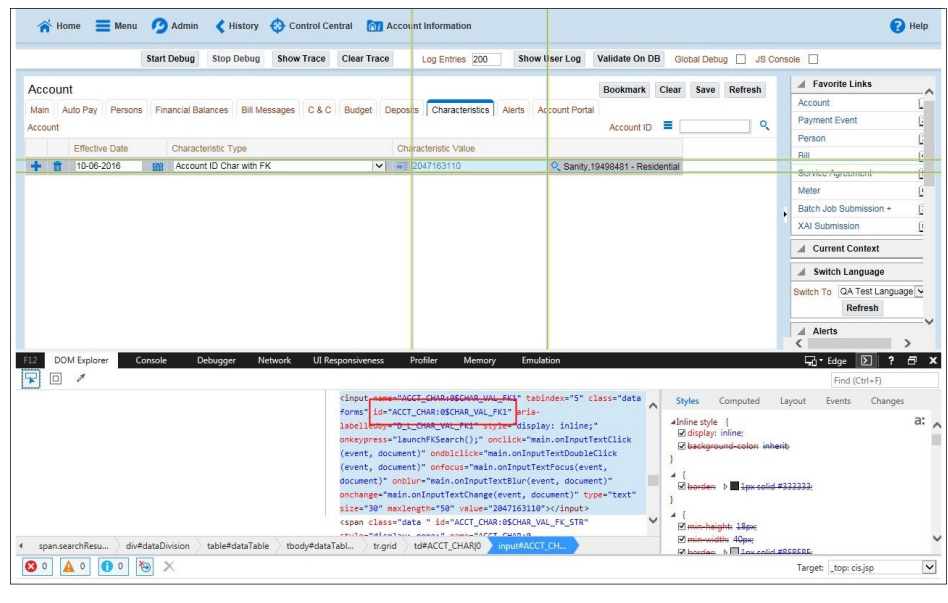 Home Menu Admin History Control Central Account Information Help
Start Debug Stop Debug Show Trace Clear Trace Log Entries 200 Show User Log Validate On DB Global Debug JS Console
Account Bookmark Clear Save Refresh
Main Auto Pay Persons Financial Balances Bill Messages C & C Budget Deposits Characteristics Alerts Account Portal
Account Account ID
Effective Date Characteristic Type Characteristic Value
10-06-2016 Account ID Char with FK 2047163110 Sanity,19498481 - Residential
Favorite Links
Account
Payment Event
Person
Bill
Service Agreement
Meter
Batch Job Submission +
XAI Submission
Current Context
Switch Language
Switch To QA Test Language
Refresh
Alerts
F12 DOM Explorer Console Debugger Network UI Responsiveness Profiler Memory Emulation Edge ?
Find (Ctrl+F)
<input name="ACCT_CHAR:0$CHAR_VAL_FK1" tabindex="5" class="data
forms" id="ACCT_CHAR:0$CHAR_VAL_FK1" aria-
labelledby="D_L_CHAR_VAL_FK1" style="display: inline;"
onkeypress="launchFKSearch();" onclick="main.onInputTextClick
(event, document)" ondblclick="main.onInputTextDoubleClick
(event, document)" onfocus="main.onInputTextFocus(event,
document)" onblur="main.onInputTextBlur(event, document)"
onchange="main.onInputTextChange(event, document)" type="text"
size="30" maxlength="50" value="2047163110"></input>
<span class="data " id="ACCT_CHAR:0$CHAR_VAL_FK_STR"
Styles Computed Layout Events Changes
Inline style { a:
display: inline;
background-color: inherit;
}
{
border: 1px solid #333333;
}
{
min-height: 18px;
min-width: 40px;
border: 1px solid #BEBEBE;
span.searchResu... div#dataDivision table#dataTable tbody#dataTabl... tr.grid td#ACCT_CHAR|0 input#ACCT_CH...
0 0 0 Target: _top: cis.jsp